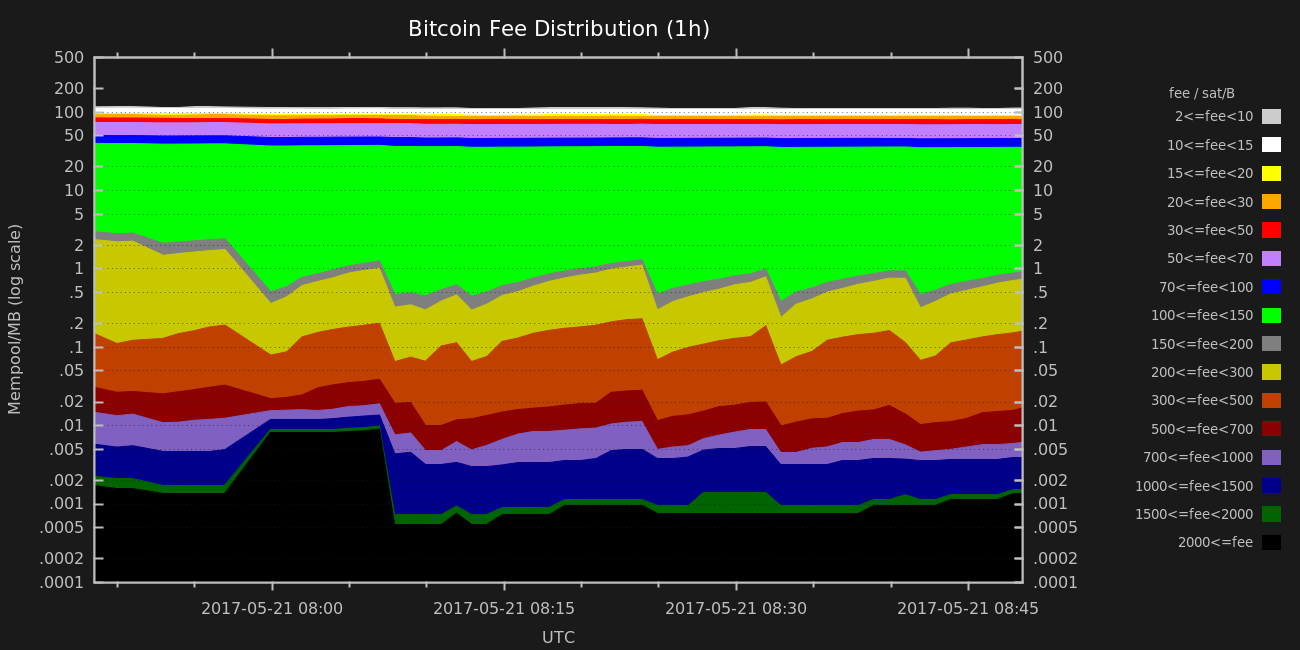 Bitcoin Fee Distribution (1h)
500
200
100
50
20
10
5
2
1
.5
.2
.1
.05
.02
.01
.005
.002
.001
.0005
.0002
.0001
Mempool/MB (log scale)
500
200
100
50
20
10
5
2
1
.5
.2
.1
.05
.02
.01
.005
.002
.001
.0005
.0002
.0001
2017-05-21 08:00
2017-05-21 08:15
2017-05-21 08:30
2017-05-21 08:45
UTC
fee / sat/B
2<=fee<10
10<=fee<15
15<=fee<20
20<=fee<30
30<=fee<50
50<=fee<70
70<=fee<100
100<=fee<150
150<=fee<200
200<=fee<300
300<=fee<500
500<=fee<700
700<=fee<1000
1000<=fee<1500
1500<=fee<2000
2000<=fee